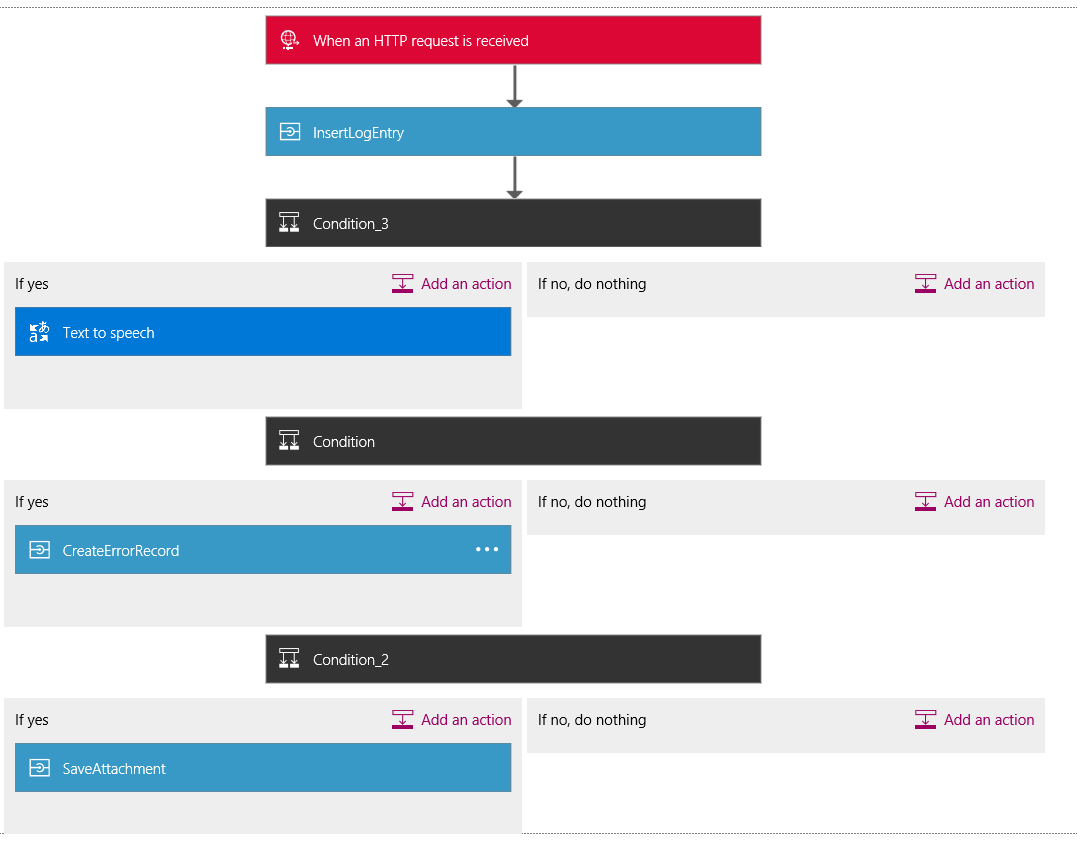 When an HTTP request is received
InsertLogEntry
Condition_3
If yes
Add an action
If no, do nothing
Add an action
Text to speech
Condition
If yes
Add an action
If no, do nothing
Add an action
CreateErrorRecord
Condition_2
If yes
Add an action
If no, do nothing
Add an action
SaveAttachment